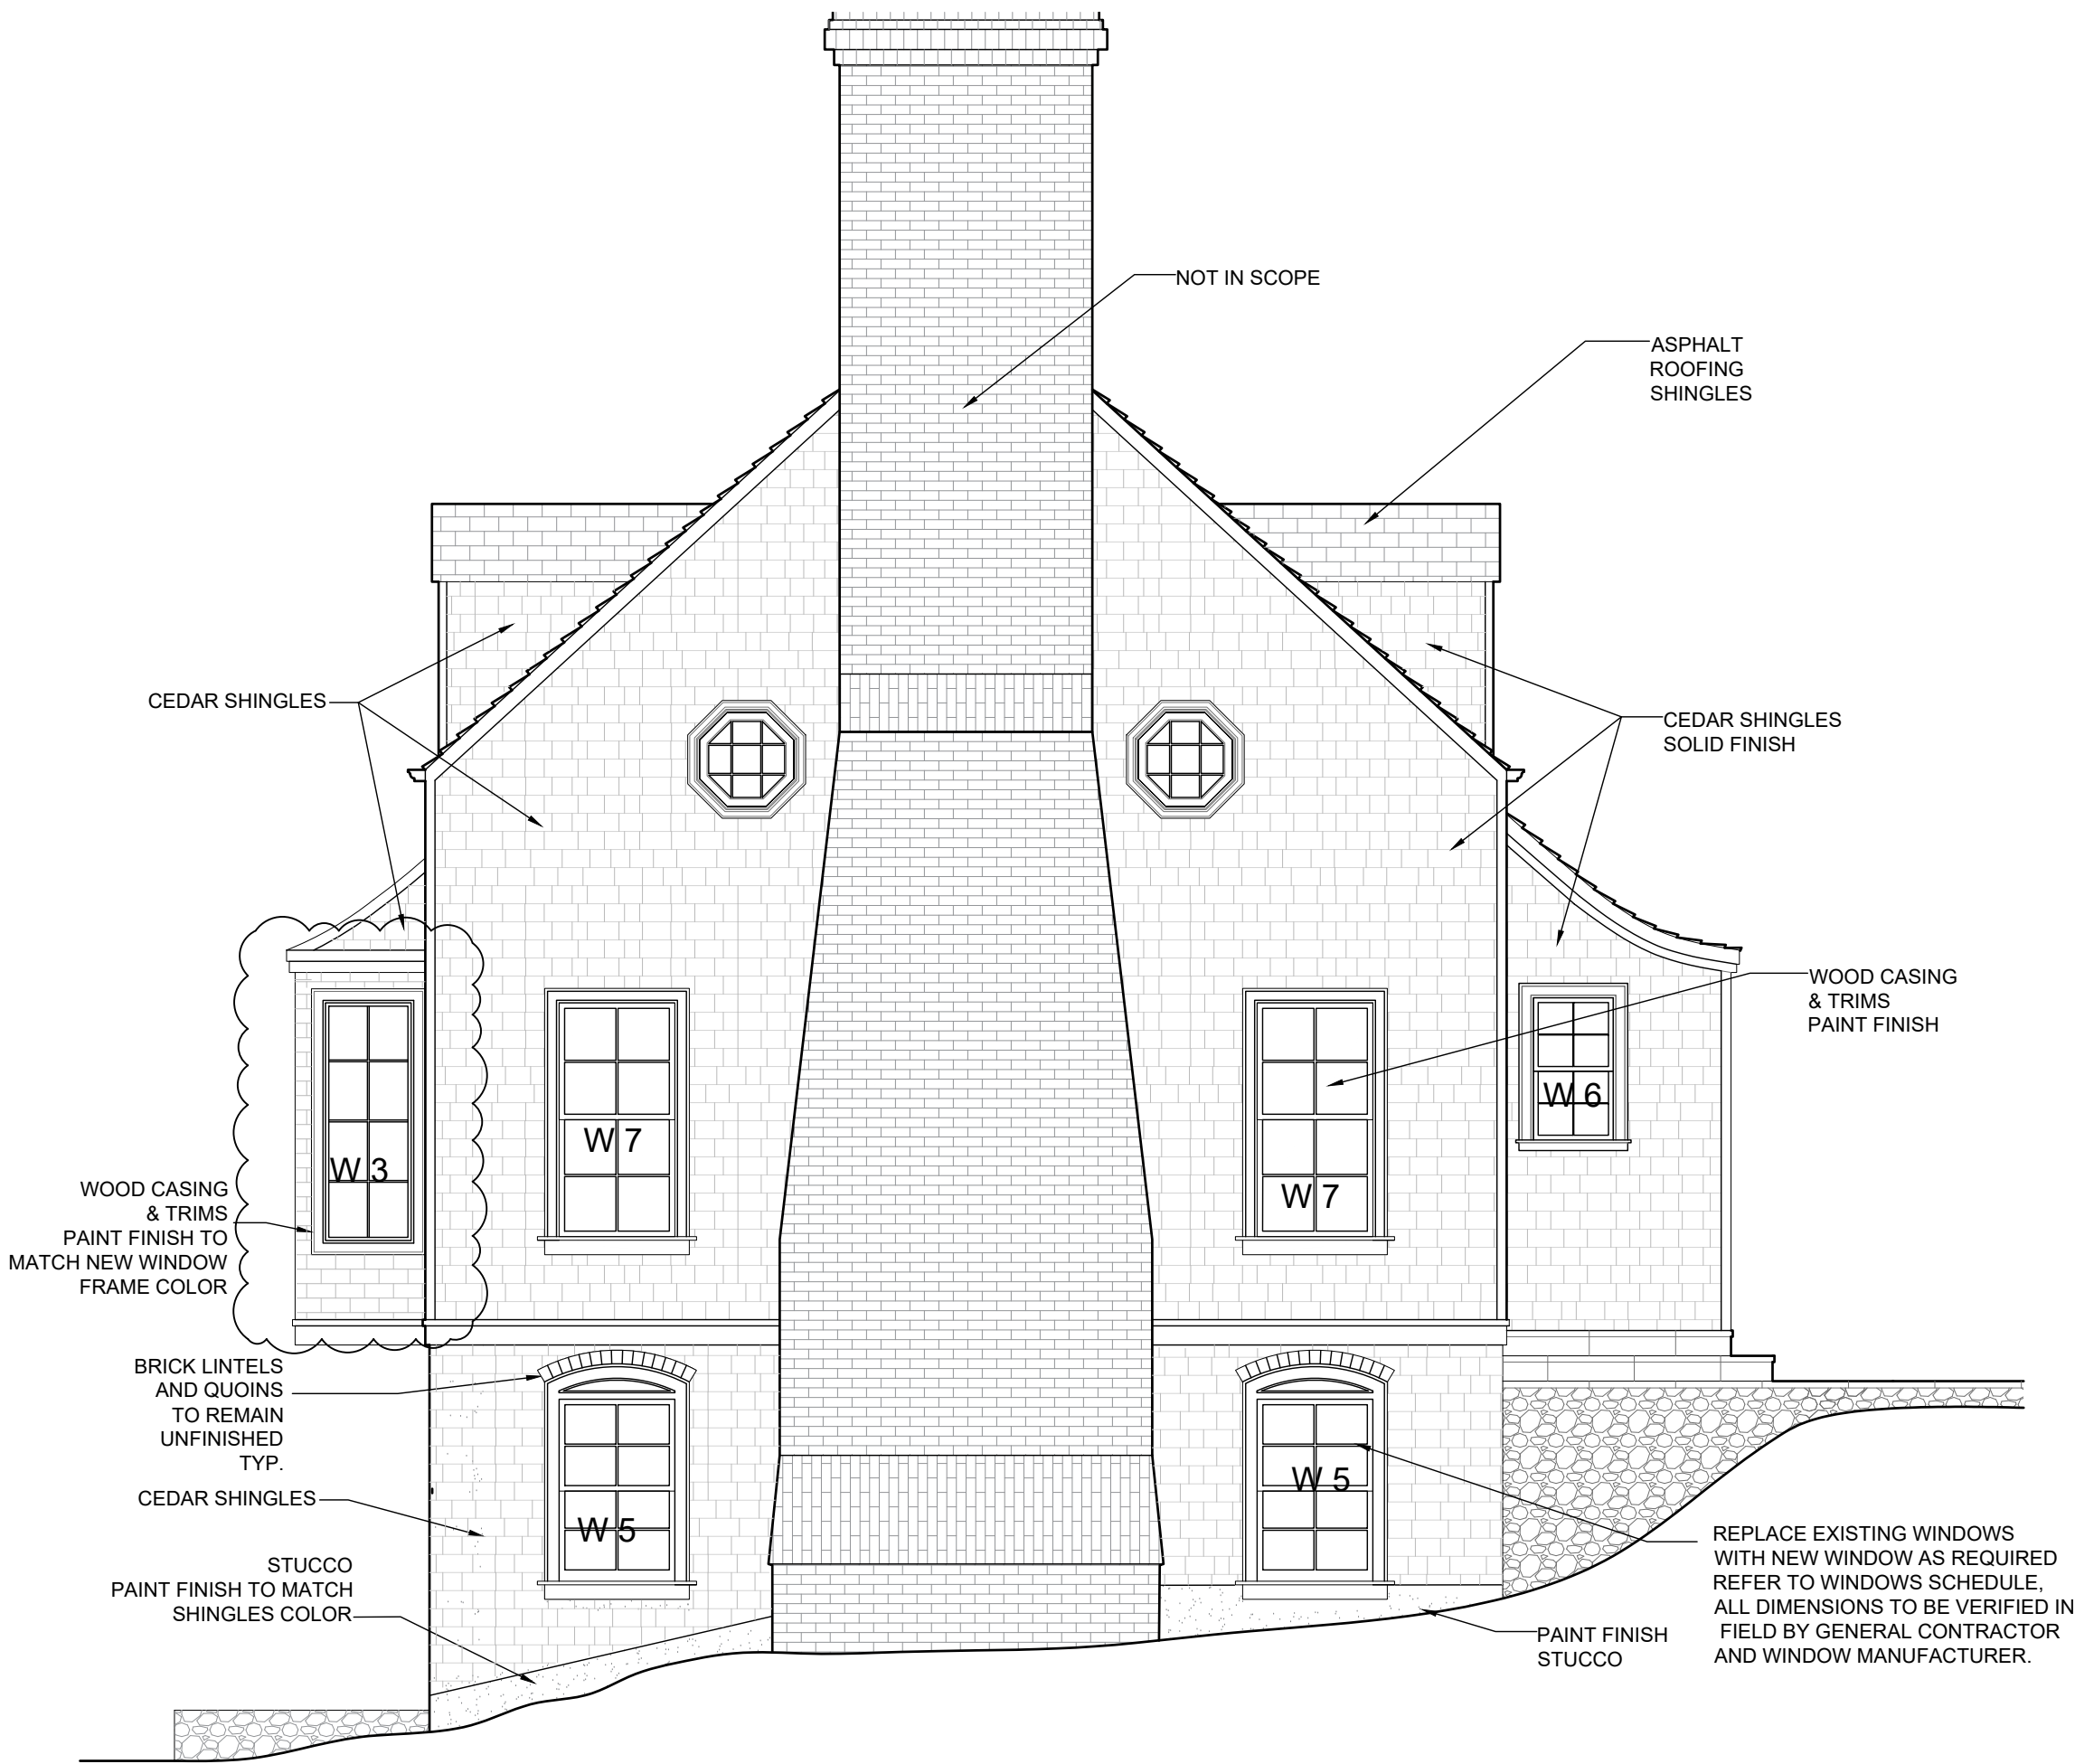 NOT IN SCOPE
ASPHALT
ROOFING
SHINGLES
CEDAR SHINGLES
CEDAR SHINGLES
SOLID FINISH
WOOD CASING
& TRIMS
PAINT FINISH
W 6
W 7
W 3
W 7
WOOD CASING
& TRIMS
PAINT FINISH TO
MATCH NEW WINDOW
FRAME COLOR
BRICK LINTELS
AND QUOINS
TO REMAIN
UNFINISHED
TYP.
W 5
W 5
CEDAR SHINGLES
STUCCO
PAINT FINISH TO MATCH
SHINGLES COLOR
REPLACE EXISTING WINDOWS
WITH NEW WINDOW AS REQUIRED
REFER TO WINDOWS SCHEDULE,
ALL DIMENSIONS TO BE VERIFIED IN
FIELD BY GENERAL CONTRACTOR
AND WINDOW MANUFACTURER.
PAINT FINISH
STUCCO